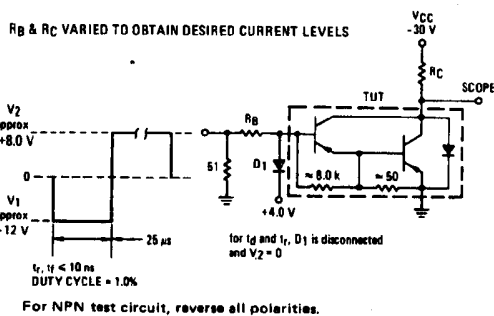 RB & RC VARIED TO OBTAIN DESIRED CURRENT LEVELS
VCC
-30 V
RC
SCOPE
TUT
V2
approx
+8.0 V
0
V1
approx
-12 V
RB
51
D1
≈ 8.0 k
≈ 50
+4.0 V
25 µs
for td and tr, D1 is disconnected
and V2 = 0
tr, tf ≤ 10 ns
DUTY CYCLE = 1.0%
For NPN test circuit, reverse all polarities.